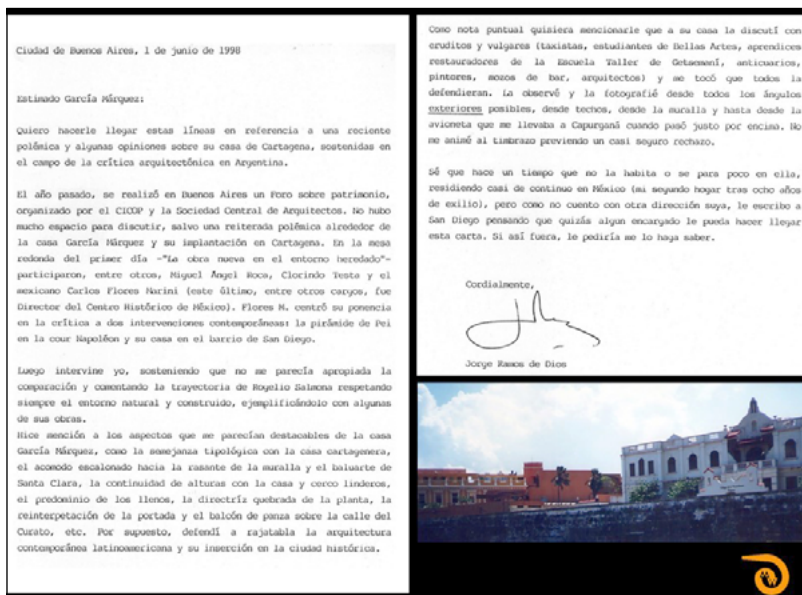 Ciudad de Buenos Aires, 1 de junio de 1998
Estimado García Márquez:
Quiero hacerle llegar estas líneas en referencia a una reciente
polémica y algunas opiniones sobre su casa de Cartagena, sostenidas en
el campo de la crítica arquitectónica en Argentina.
El año pasado, se realizó en Buenos Aires un Foro sobre patrimonio,
organizado por el CICOP y la Sociedad Central de Arquitectos. No hubo
mucho espacio para discutir, salvo una reiterada polémica alrededor de
la casa García Márquez y su implantación en Cartagena. En la mesa
redonda del primer día -"La obra nueva en el entorno heredado"-
participaron, entre otros, Miguel Ángel Roca, Clorindo Testa y el
mexicano Carlos Flores Marini (este último, entre otros cargos, fue
Director del Centro Histórico de México). Flores M. centró su ponencia
en la crítica a dos intervenciones contemporáneas: la pirámide de Pei
en la cour Napoléon y su casa en el barrio de San Diego.
Luego intervine yo, sosteniendo que no me parecía apropiada la
comparación y comentando la trayectoria de Rogelio Salmona respetando
siempre el entorno natural y construido, ejemplificándolo con algunas
de sus obras.
Hice mención a los aspectos que me parecían destacables de la casa
García Márquez, como la semejanza tipológica con la casa cartagenera,
el acomodo escalonado hacia la rasante de la muralla y el baluarte de
Santa Clara, la continuidad de alturas con la casa y cerco linderos,
el predominio de los llenos, la directriz quebrada de la planta, la
reinterpetación de la portada y el balcón de panza sobre la calle del
Curato, etc. Por supuesto, defendí a rajatabla la arquitectura
contemporánea latinoamericana y su inserción en la ciudad histórica.
Como nota puntual quisiera mencionarle que a su casa la discutí con
eruditos y vulgares (taxistas, estudiantes de Bellas Artes, aprendices
restauradores de la Escuela Taller de Getsemaní, anticuarios,
pintores, mozos de bar, arquitectos) y me tocó que todos la
defendieran. La observé y la fotografié desde todos los ángulos
exteriores posibles, desde techos, desde la muralla y hasta desde la
avioneta que me llevaba a Capurganá cuando pasó justo por encima. No
me animé al timbrazo previendo un casi seguro rechazo.
Sé que hace un tiempo que no la habita o se para poco en ella,
residiendo casi de contínuo en México (mi segundo hogar tras ocho años
de exilio), pero como no cuento con otra dirección suya, le escribo a
San Diego pensando que quizás algun encargado le pueda hacer llegar
esta carta. Si así fuera, le pediría me lo haga saber.
Cordialmente,
Jorge Ramos de Dios